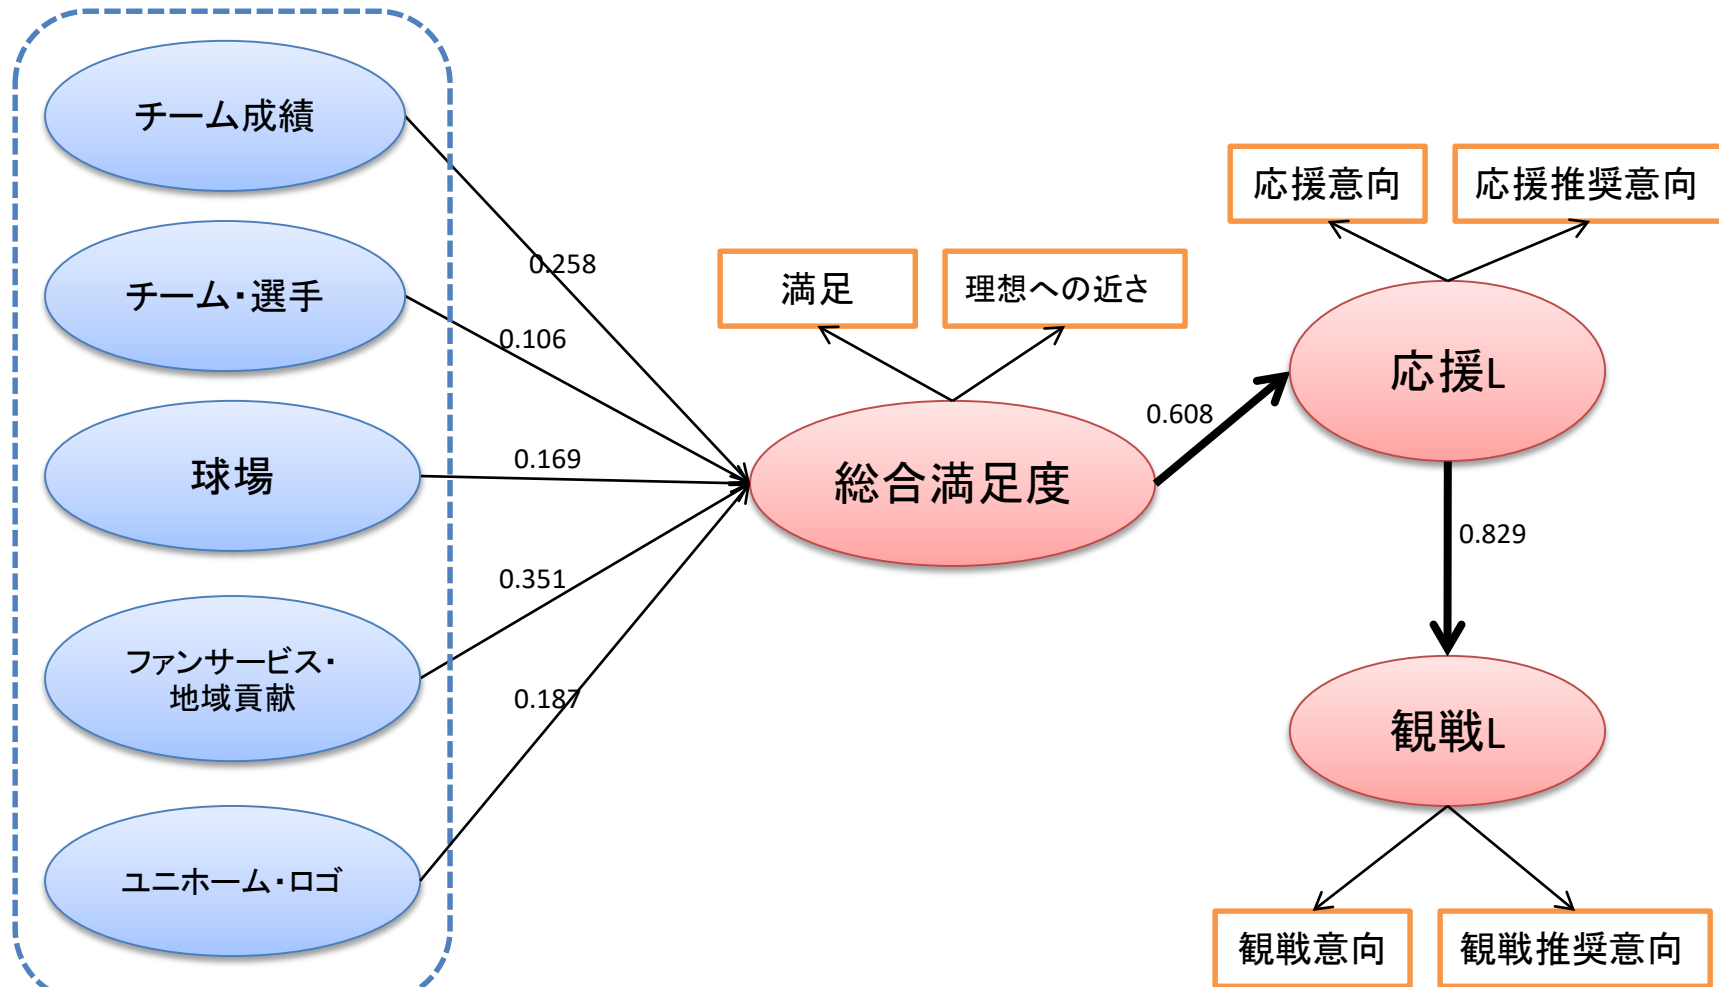 チーム成績
チーム・選手
球場
ファンサービス・
地域貢献
ユニホーム・ロゴ
0.258
0.106
0.169
0.351
0.187
満足
理想への近さ
総合満足度
0.608
応援意向
応援推奨意向
応援L
0.829
観戦L
観戦意向
観戦推奨意向